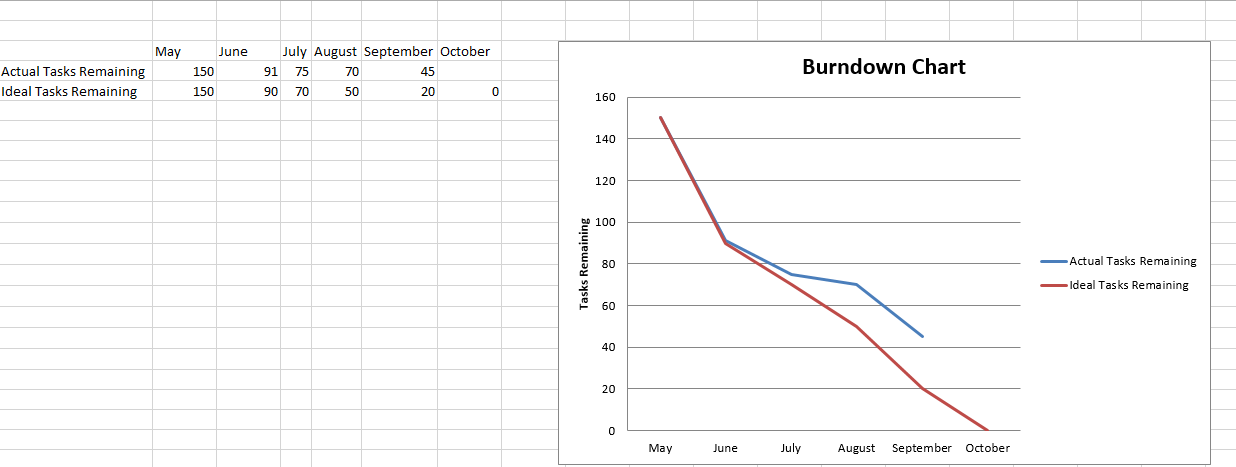 May June July August September October
Actual Tasks Remaining 150 91 75 70 45
Ideal Tasks Remaining 150 90 70 50 20 0
Burndown Chart
160
140
120
100
80
60
40
20
0
Tasks Remaining
May June July August September October
Actual Tasks Remaining
Ideal Tasks Remaining